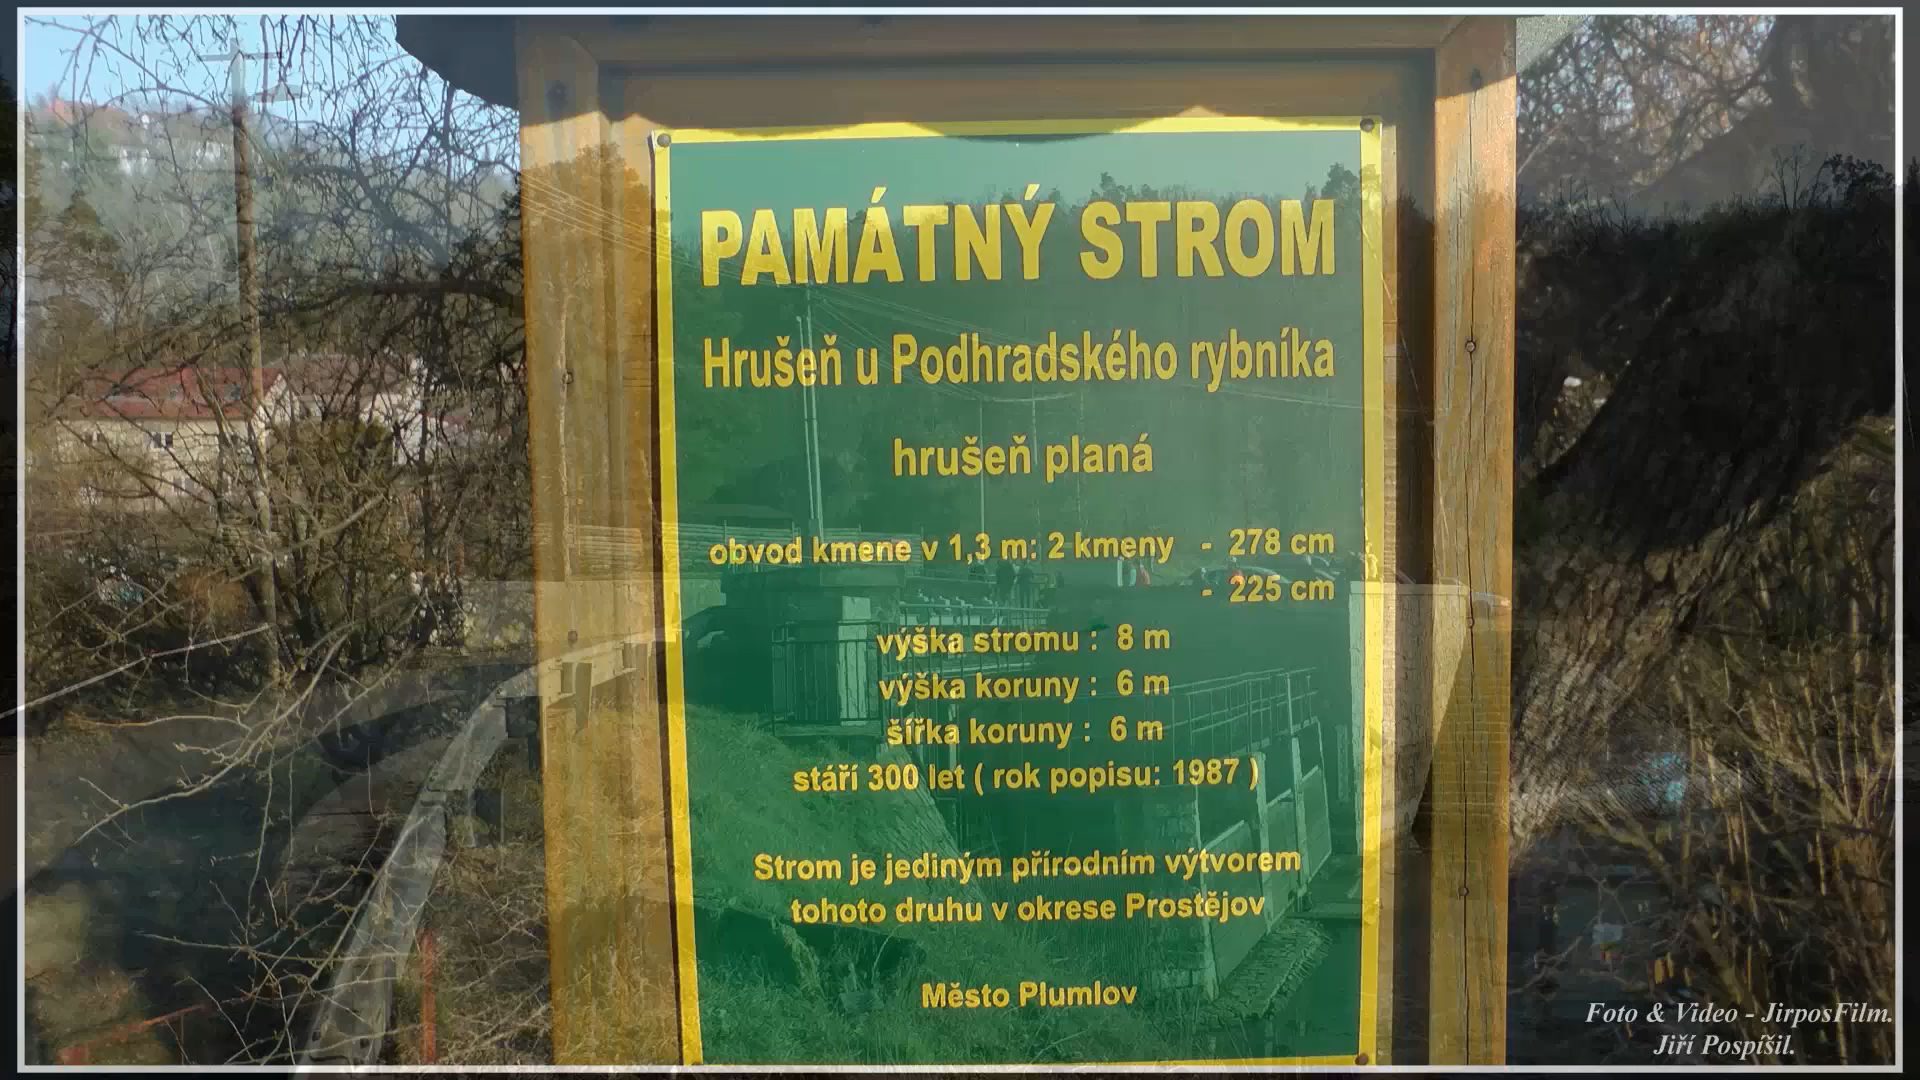 PAMÁTNÝ STROM
Hrušeň u Podhradského rybníka
hrušeň planá
obvod kmene v 1,3 m: 2 kmeny - 278 cm
- 225 cm
výška stromu : 8 m
výška koruny : 6 m
šířka koruny : 6 m
stáří 300 let ( rok popisu: 1987 )
Strom je jediným přírodním výtvorem
tohoto druhu v okrese Prostějov
Město Plumlov
Foto & Video - JirposFilm.
Jiří Pospíšil.